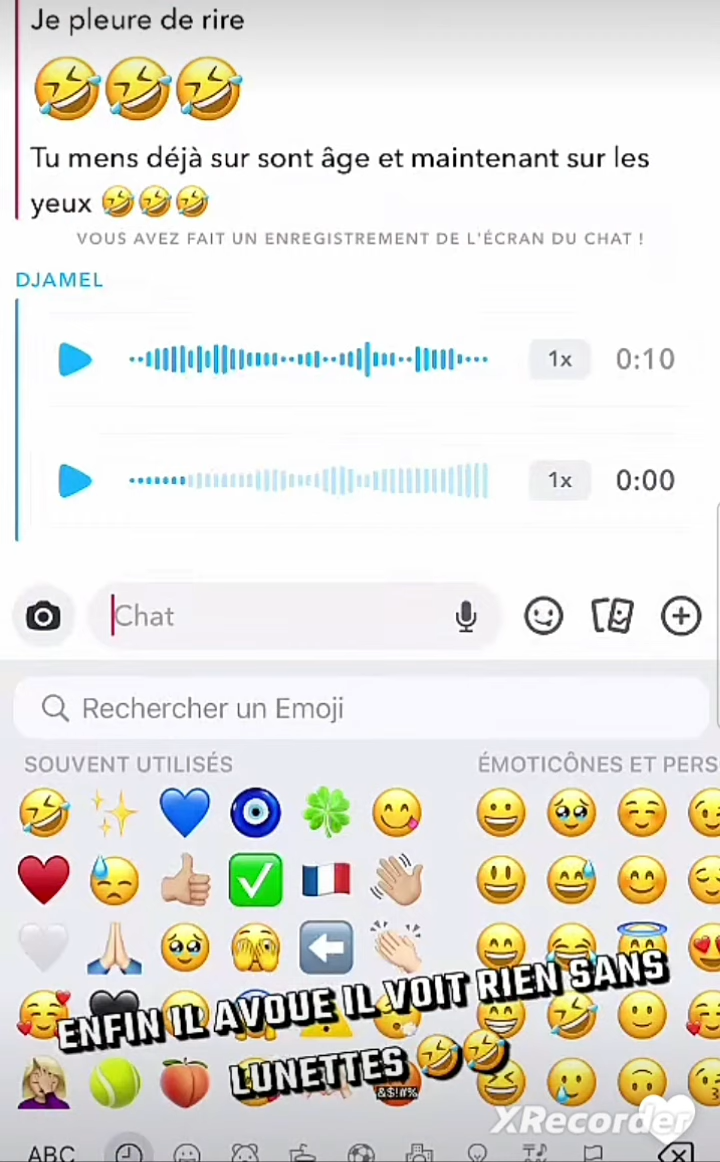 Je pleure de rire
🤣🤣🤣
Tu mens déjà sur sont âge et maintenant sur les
yeux 🤣🤣🤣
VOUS AVEZ FAIT UN ENREGISTREMENT DE L'ÉCRAN DU CHAT !
DJAMEL
1x 0:10
1x 0:00
Chat
Rechercher un Emoji
SOUVENT UTILISÉS ÉMOTICÔNES ET PERS
ENFIN IL AVOUE IL VOIT RIEN SANS
LUNETTES 🤣🤣
&$!#%
XRecorder
ABC